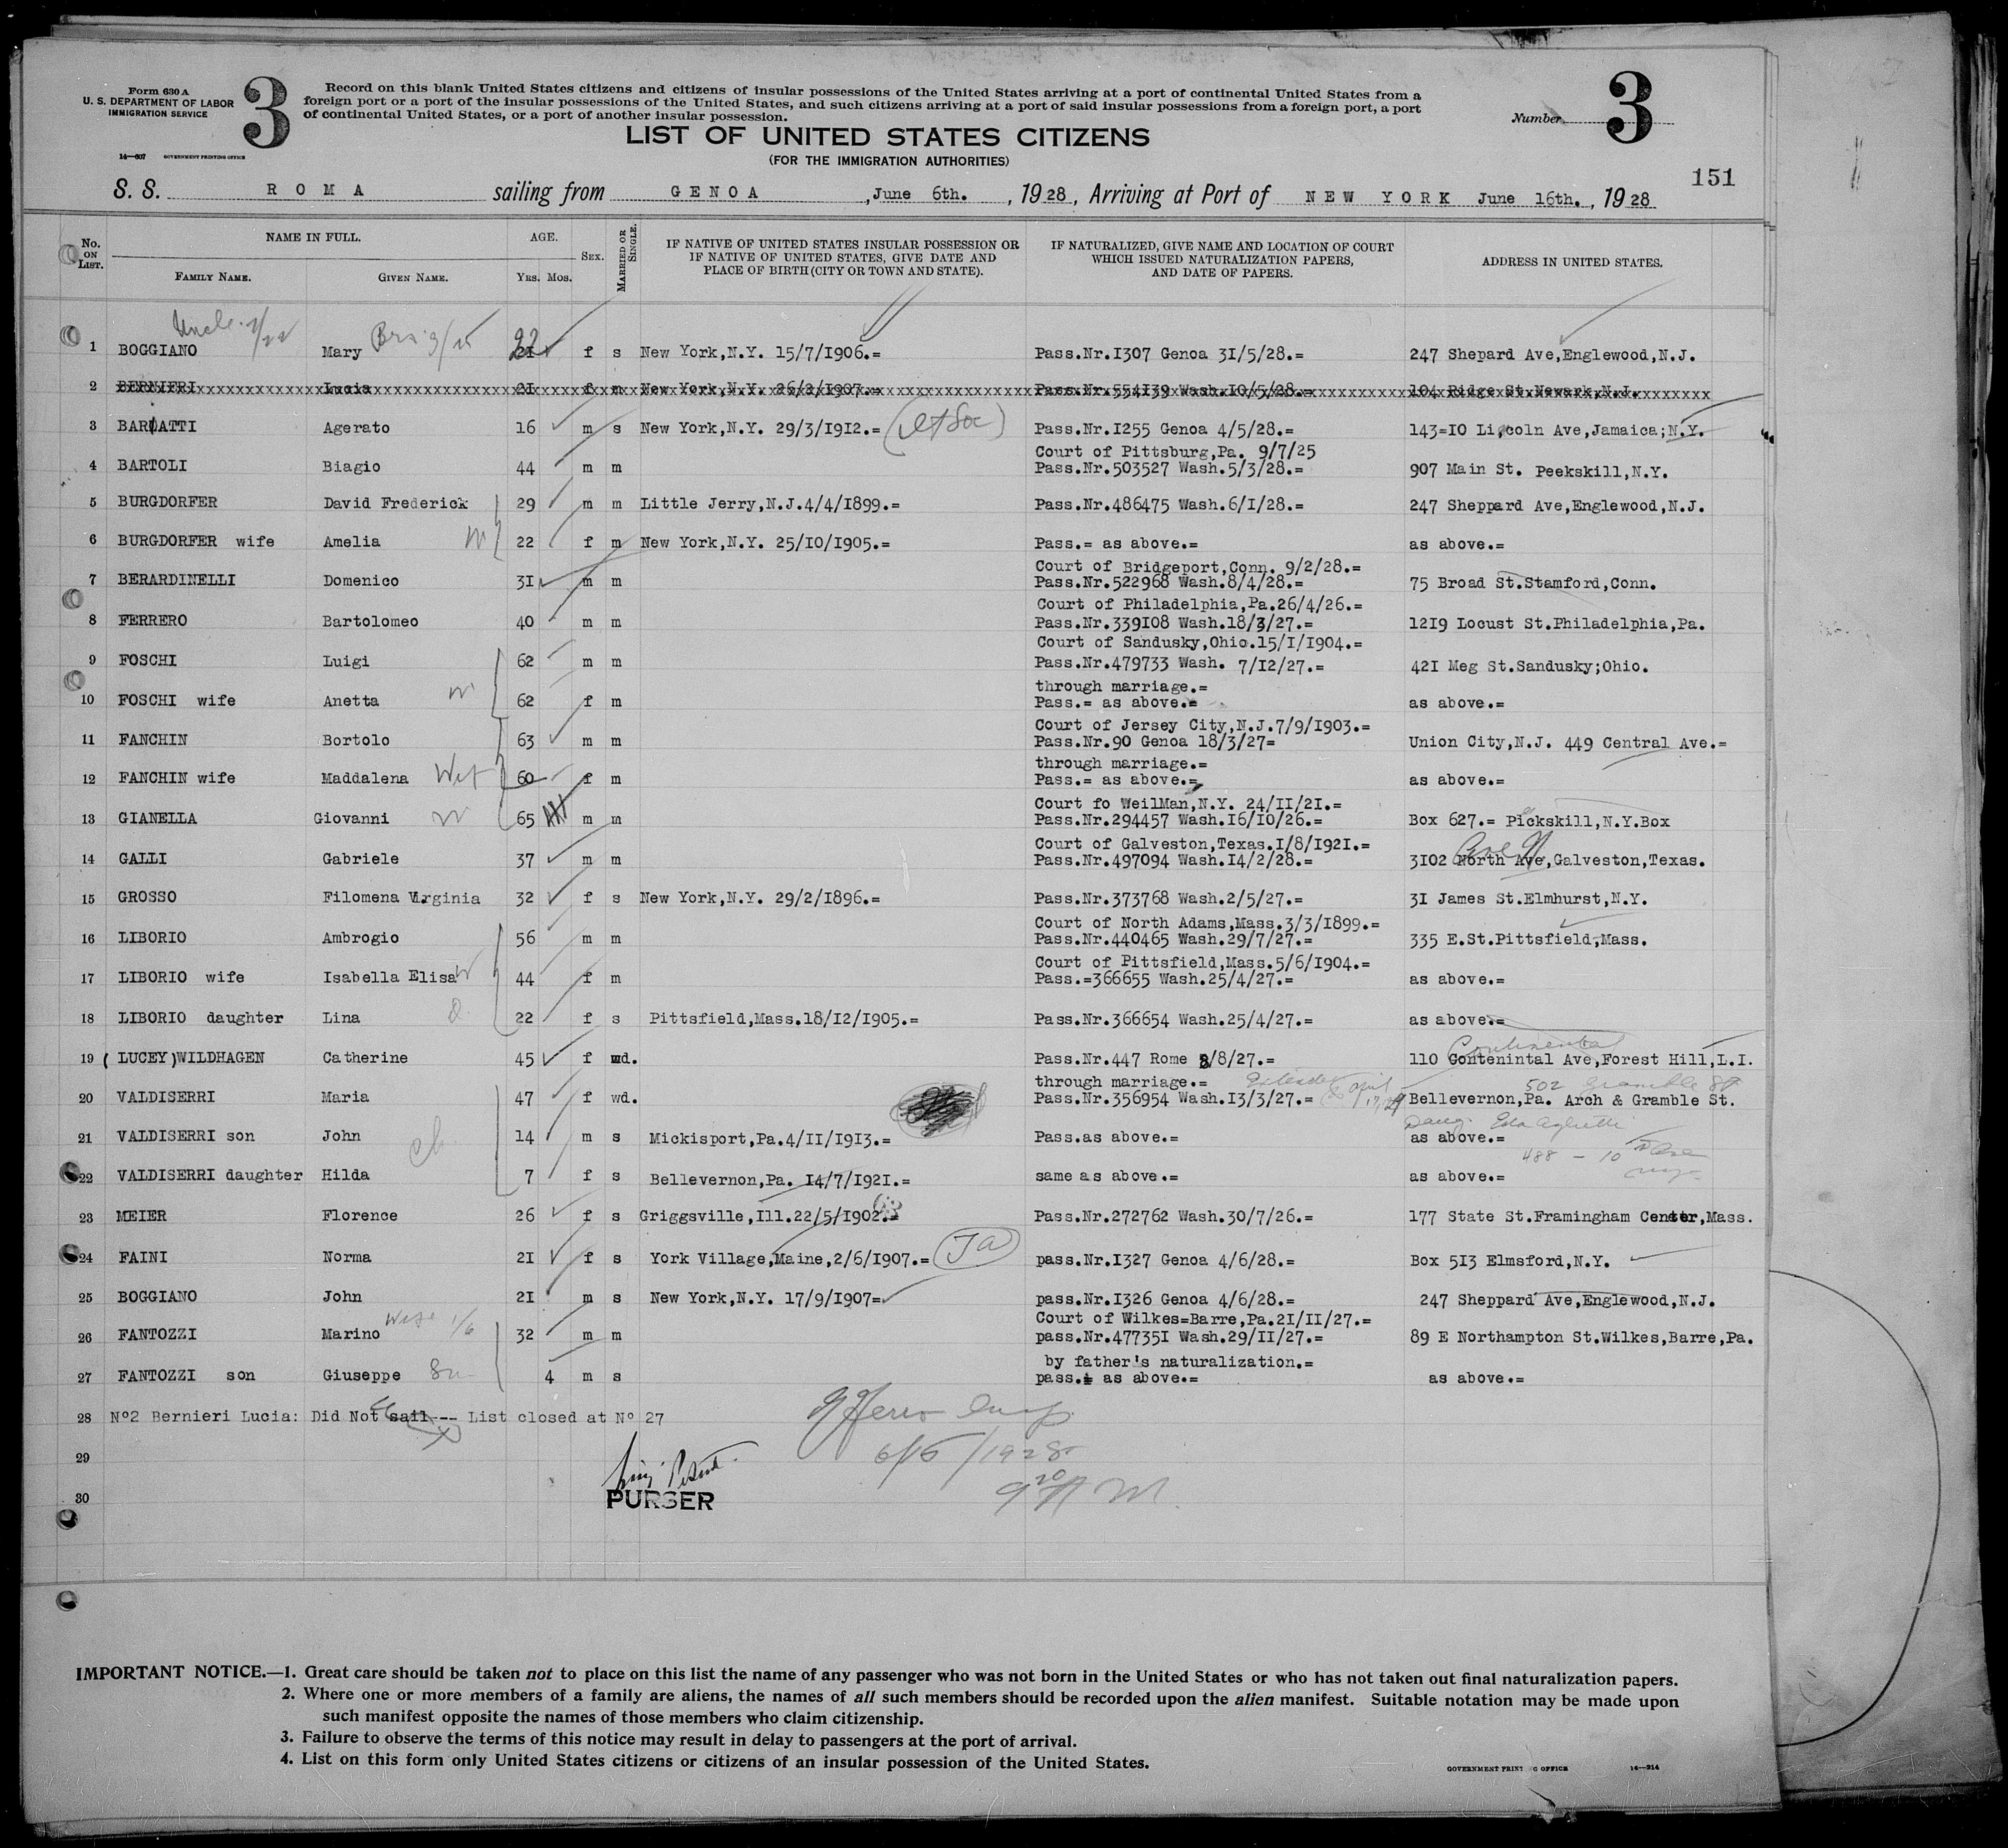 Form 630 A
U. S. DEPARTMENT OF LABOR
IMMIGRATION SERVICE
14—607 GOVERNMENT PRINTING OFFICE
3
Record on this blank United States citizens and citizens of insular possessions of the United States arriving at a port of continental United States from a
foreign port or a port of the insular possessions of the United States, and such citizens arriving at a port of said insular possessions from a foreign port, a port
of continental United States, or a port of another insular possession.
Number 3
LIST OF UNITED STATES CITIZENS
(FOR THE IMMIGRATION AUTHORITIES)
151
S. S. ROMA sailing from GENOA, June 6th., 1928, Arriving at Port of NEW YORK June 16th., 1928
No. ON LIST. NAME IN FULL. FAMILY NAME. GIVEN NAME. AGE. YRS. MOS. SEX. MARRIED OR SINGLE. IF NATIVE OF UNITED STATES INSULAR POSSESSION OR IF NATIVE OF UNITED STATES, GIVE DATE AND PLACE OF BIRTH (CITY OR TOWN AND STATE). IF NATURALIZED, GIVE NAME AND LOCATION OF COURT WHICH ISSUED NATURALIZATION PAPERS, AND DATE OF PAPERS. ADDRESS IN UNITED STATES.
Uncle
1 BOGGIANO Mary 22 f s New York,N.Y. 15/7/1906.= Pass.Nr.1307 Genoa 31/5/28.= 247 Shepard Ave,Englewood,N.J.
2 BERNIERI Lucia 21 f m New York,N.Y. 26/2/1907.= Pass.Nr.554139 Wash.10/5/28.= 104 Ridge St.Newark,N.J.
3 BARDATTI Agerato 16 m s New York,N.Y. 29/3/1912.= Pass.Nr.1255 Genoa 4/5/28.= 143=10 Lincoln Ave,Jamaica;N.Y.
Court of Pittsburg,Pa. 9/7/25
4 BARTOLI Biagio 44 m m Pass.Nr.503527 Wash.5/3/28.= 907 Main St. Peekskill,N.Y.
5 BURGDORFER David Frederick 29 m m Little Jerry,N.J.4/4/1899.= Pass.Nr.486475 Wash.6/1/28.= 247 Sheppard Ave,Englewood,N.J.
6 BURGDORFER wife Amelia W 22 f m New York,N.Y. 25/10/1905.= Pass.= as above.= as above.=
Court of Bridgeport,Conn. 9/2/28.=
7 BERARDINELLI Domenico 31 m m Pass.Nr.522968 Wash.8/4/28.= 75 Broad St.Stamford,Conn.
Court of Philadelphia,Pa.26/4/26.=
8 FERRERO Bartolomeo 40 m m Pass.Nr.339108 Wash.18/3/27.= 1219 Locust St.Philadelphia,Pa.
Court of Sandusky,Ohio.15/1/1904.=
9 FOSCHI Luigi 62 m m Pass.Nr.479733 Wash. 7/12/27.= 421 Meg St.Sandusky;Ohio.
through marriage.=
10 FOSCHI wife Anetta W 62 f m Pass.= as above.= as above.=
Court of Jersey City,N.J.7/9/1903.=
11 FANCHIN Bortolo 63 m m Pass.Nr.90 Genoa 18/3/27= Union City,N.J. 449 Central Ave.=
through marriage.=
12 FANCHIN wife Maddalena 60 f m Pass.= as above.= as above.=
Court fo WeilMan,N.Y. 24/11/21.=
13 GIANELLA Giovanni W 65 m m Pass.Nr.294457 Wash.16/10/26.= Box 627.= Pickskill,N.Y.Box
Court of Galveston,Texas.1/8/1921.=
14 GALLI Gabriele 37 m m Pass.Nr.497094 Wash.14/2/28.= 3102 North Ave,Galveston,Texas.
15 GROSSO Filomena Virginia 32 f s New York,N.Y. 29/2/1896.= Pass.Nr.373768 Wash.2/5/27.= 31 James St.Elmhurst,N.Y.
Court of North Adams,Mass.3/3/1899.=
16 LIBORIO Ambrogio 56 m m Pass.Nr.440465 Wash.29/7/27.= 335 E.St.Pittsfield,Mass.
Court of Pittsfield,Mass.5/6/1904.=
17 LIBORIO wife Isabella Elisa W 44 f m Pass.=366655 Wash.25/4/27.= as above.=
18 LIBORIO daughter Lina D 22 f s Pittsfield,Mass.18/12/1905.= Pass.Nr.366654 Wash.25/4/27.= as above.=
Continental
19 (LUCEY)WILDHAGEN Catherine 45 f wd. Pass.Nr.447 Rome 8/8/27.= 110 Contenintal Ave,Forest Hill,L.I.
through marriage.= 502 Gramble St
20 VALDISERRI Maria 47 f wd. Pass.Nr.356954 Wash.13/3/27.= Bellevernon,Pa. Arch & Gramble St.
21 VALDISERRI son John ch 14 m s Mickisport,Pa.4/11/1913.= Pass.as above.= as above.=
488 - 10
22 VALDISERRI daughter Hilda 7 f s Bellevernon,Pa. 14/7/1921.= same as above.= as above.=
23 MEIER Florence 26 f s Griggsville,Ill.22/5/1902.= Pass.Nr.272762 Wash.30/7/26.= 177 State St.Framingham Center,Mass.
24 FAINI Norma 21 f s York Village,Maine,2/6/1907.= pass.Nr.1327 Genoa 4/6/28.= Box 513 Elmsford,N.Y.
25 BOGGIANO John 21 m s New York,N.Y. 17/9/1907= pass.Nr.1326 Genoa 4/6/28.= 247 Sheppard Ave,Englewood,N.J.
Court of Wilkes=Barre,Pa.21/11/27.=
26 FANTOZZI Marino 32 m m pass.Nr.477351 Wash.29/11/27.= 89 E Northampton St.Wilkes,Barre,Pa.
by father's naturalization.=
27 FANTOZZI son Giuseppe 4 m s pass. as above.= as above.=
28 Nº2 Bernieri Lucia: Did Not sail --- List closed at Nº 27
29
6/15/1928
30 PURSER 9 20 A M.
IMPORTANT NOTICE.—1. Great care should be taken not to place on this list the name of any passenger who was not born in the United States or who has not taken out final naturalization papers.
2. Where one or more members of a family are aliens, the names of all such members should be recorded upon the alien manifest. Suitable notation may be made upon
such manifest opposite the names of those members who claim citizenship.
3. Failure to observe the terms of this notice may result in delay to passengers at the port of arrival.
4. List on this form only United States citizens or citizens of an insular possession of the United States.
GOVERNMENT PRINTING OFFICE 14—214